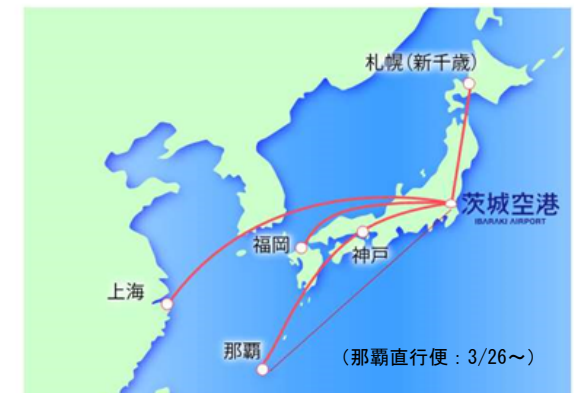 札幌(新千歳)
茨城空港
IBARAKI AIRPORT
福岡
神戸
上海
那覇
（那覇直行便：3/26～）